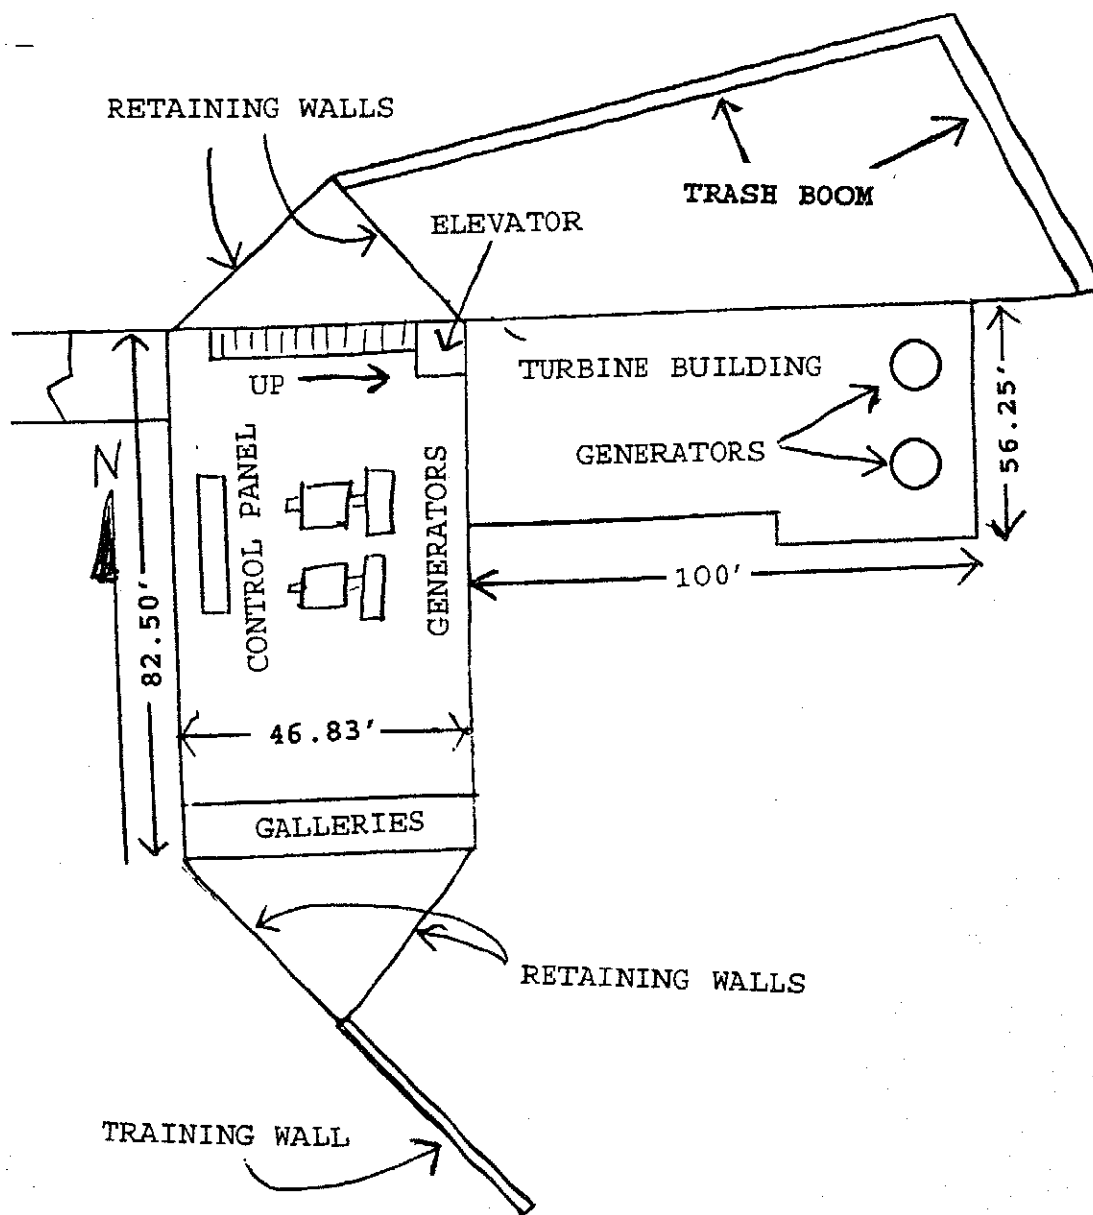 RETAINING WALLS
TRASH BOOM
ELEVATOR
TURBINE BUILDING
UP
GENERATORS
56.25'
N
CONTROL PANEL
GENERATORS
100'
82.50'
46.83'
GALLERIES
RETAINING WALLS
TRAINING WALL